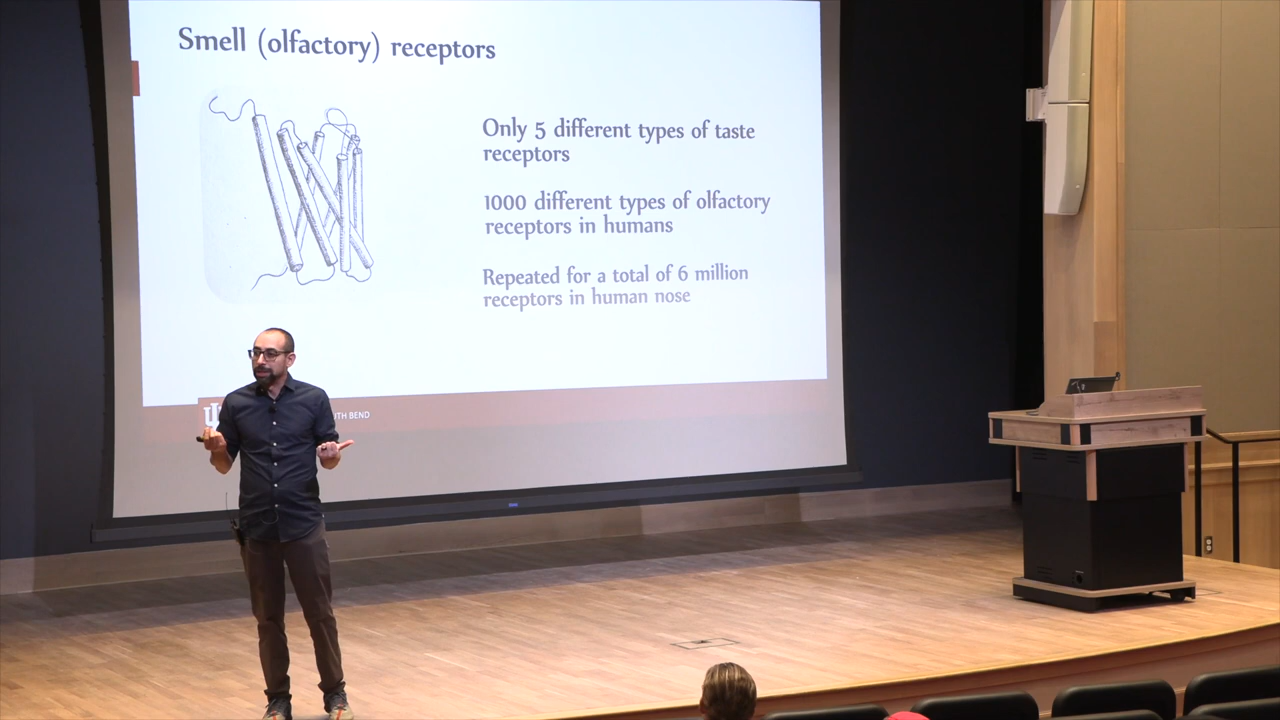 Smell (olfactory) receptors
Only 5 different types of taste
receptors
1000 different types of olfactory
receptors in humans
Repeated for a total of 6 million
receptors in human nose
UTH BEND